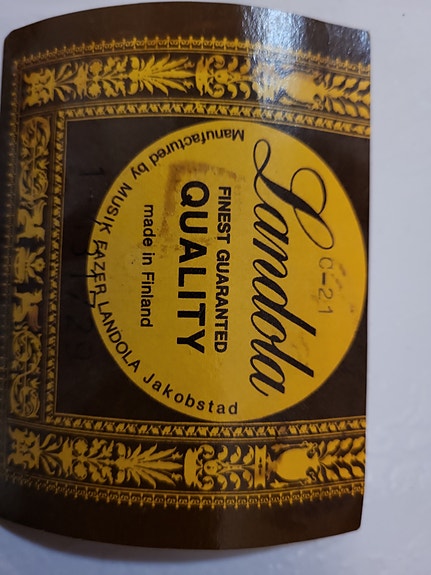 C-21
Landola
FINEST GUARANTED
QUALITY
made in Finland
Manufactured by MUSIK FAZER LANDOLA Jakobstad